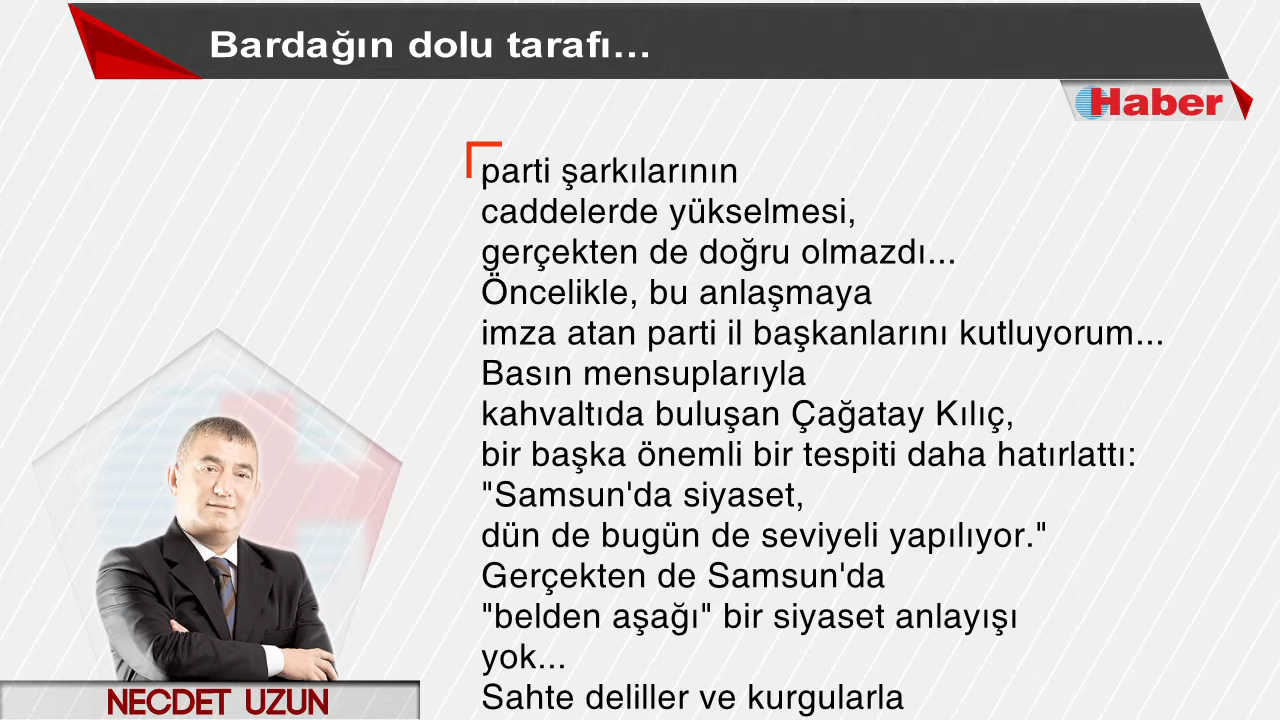 Bardağın dolu tarafı...
Haber
parti şarkılarının
caddelerde yükselmesi,
gerçekten de doğru olmazdı...
Öncelikle, bu anlaşmaya
imza atan parti il başkanlarını kutluyorum...
Basın mensuplarıyla
kahvaltıda buluşan Çağatay Kılıç,
bir başka önemli bir tespiti daha hatırlattı:
"Samsun'da siyaset,
dün de bugün de seviyeli yapılıyor."
Gerçekten de Samsun'da
"belden aşağı" bir siyaset anlayışı
yok...
Sahte deliller ve kurgularla
NECDET UZUN